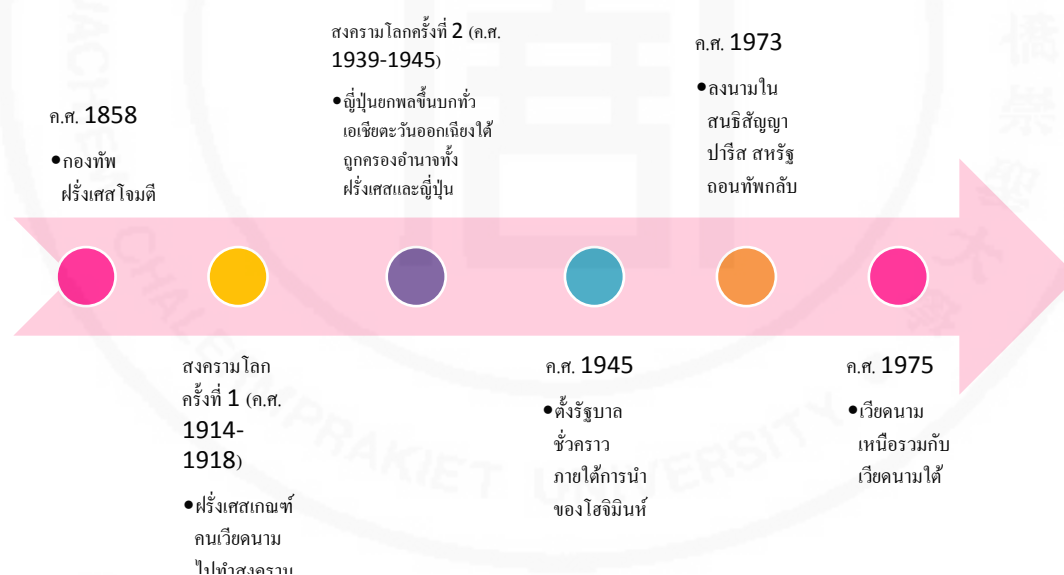 ค.ศ. 1858
•กองทัพ
ฝรั่งเศสโจมตี
สงครามโลก
ครั้งที่ 1 (ค.ศ.
1914-
1918)
•ฝรั่งเศสเกณฑ์
คนเวียดนาม
ไปทำสงคราม
สงครามโลกครั้งที่ 2 (ค.ศ.
1939-1945)
•ญี่ปุ่นยกพลขึ้นบกทั่ว
เอเชียตะวันออกเฉียงใต้
ถูกครองอำนาจทั้ง
ฝรั่งเศสและญี่ปุ่น
ค.ศ. 1945
•ตั้งรัฐบาล
ชั่วคราว
ภายใต้การนำ
ของโฮจิมินห์
ค.ศ. 1973
•ลงนามใน
สนธิสัญญา
ปารีส สหรัฐ
ถอนทัพกลับ
ค.ศ. 1975
•เวียดนาม
เหนือรวมกับ
เวียดนามใต้